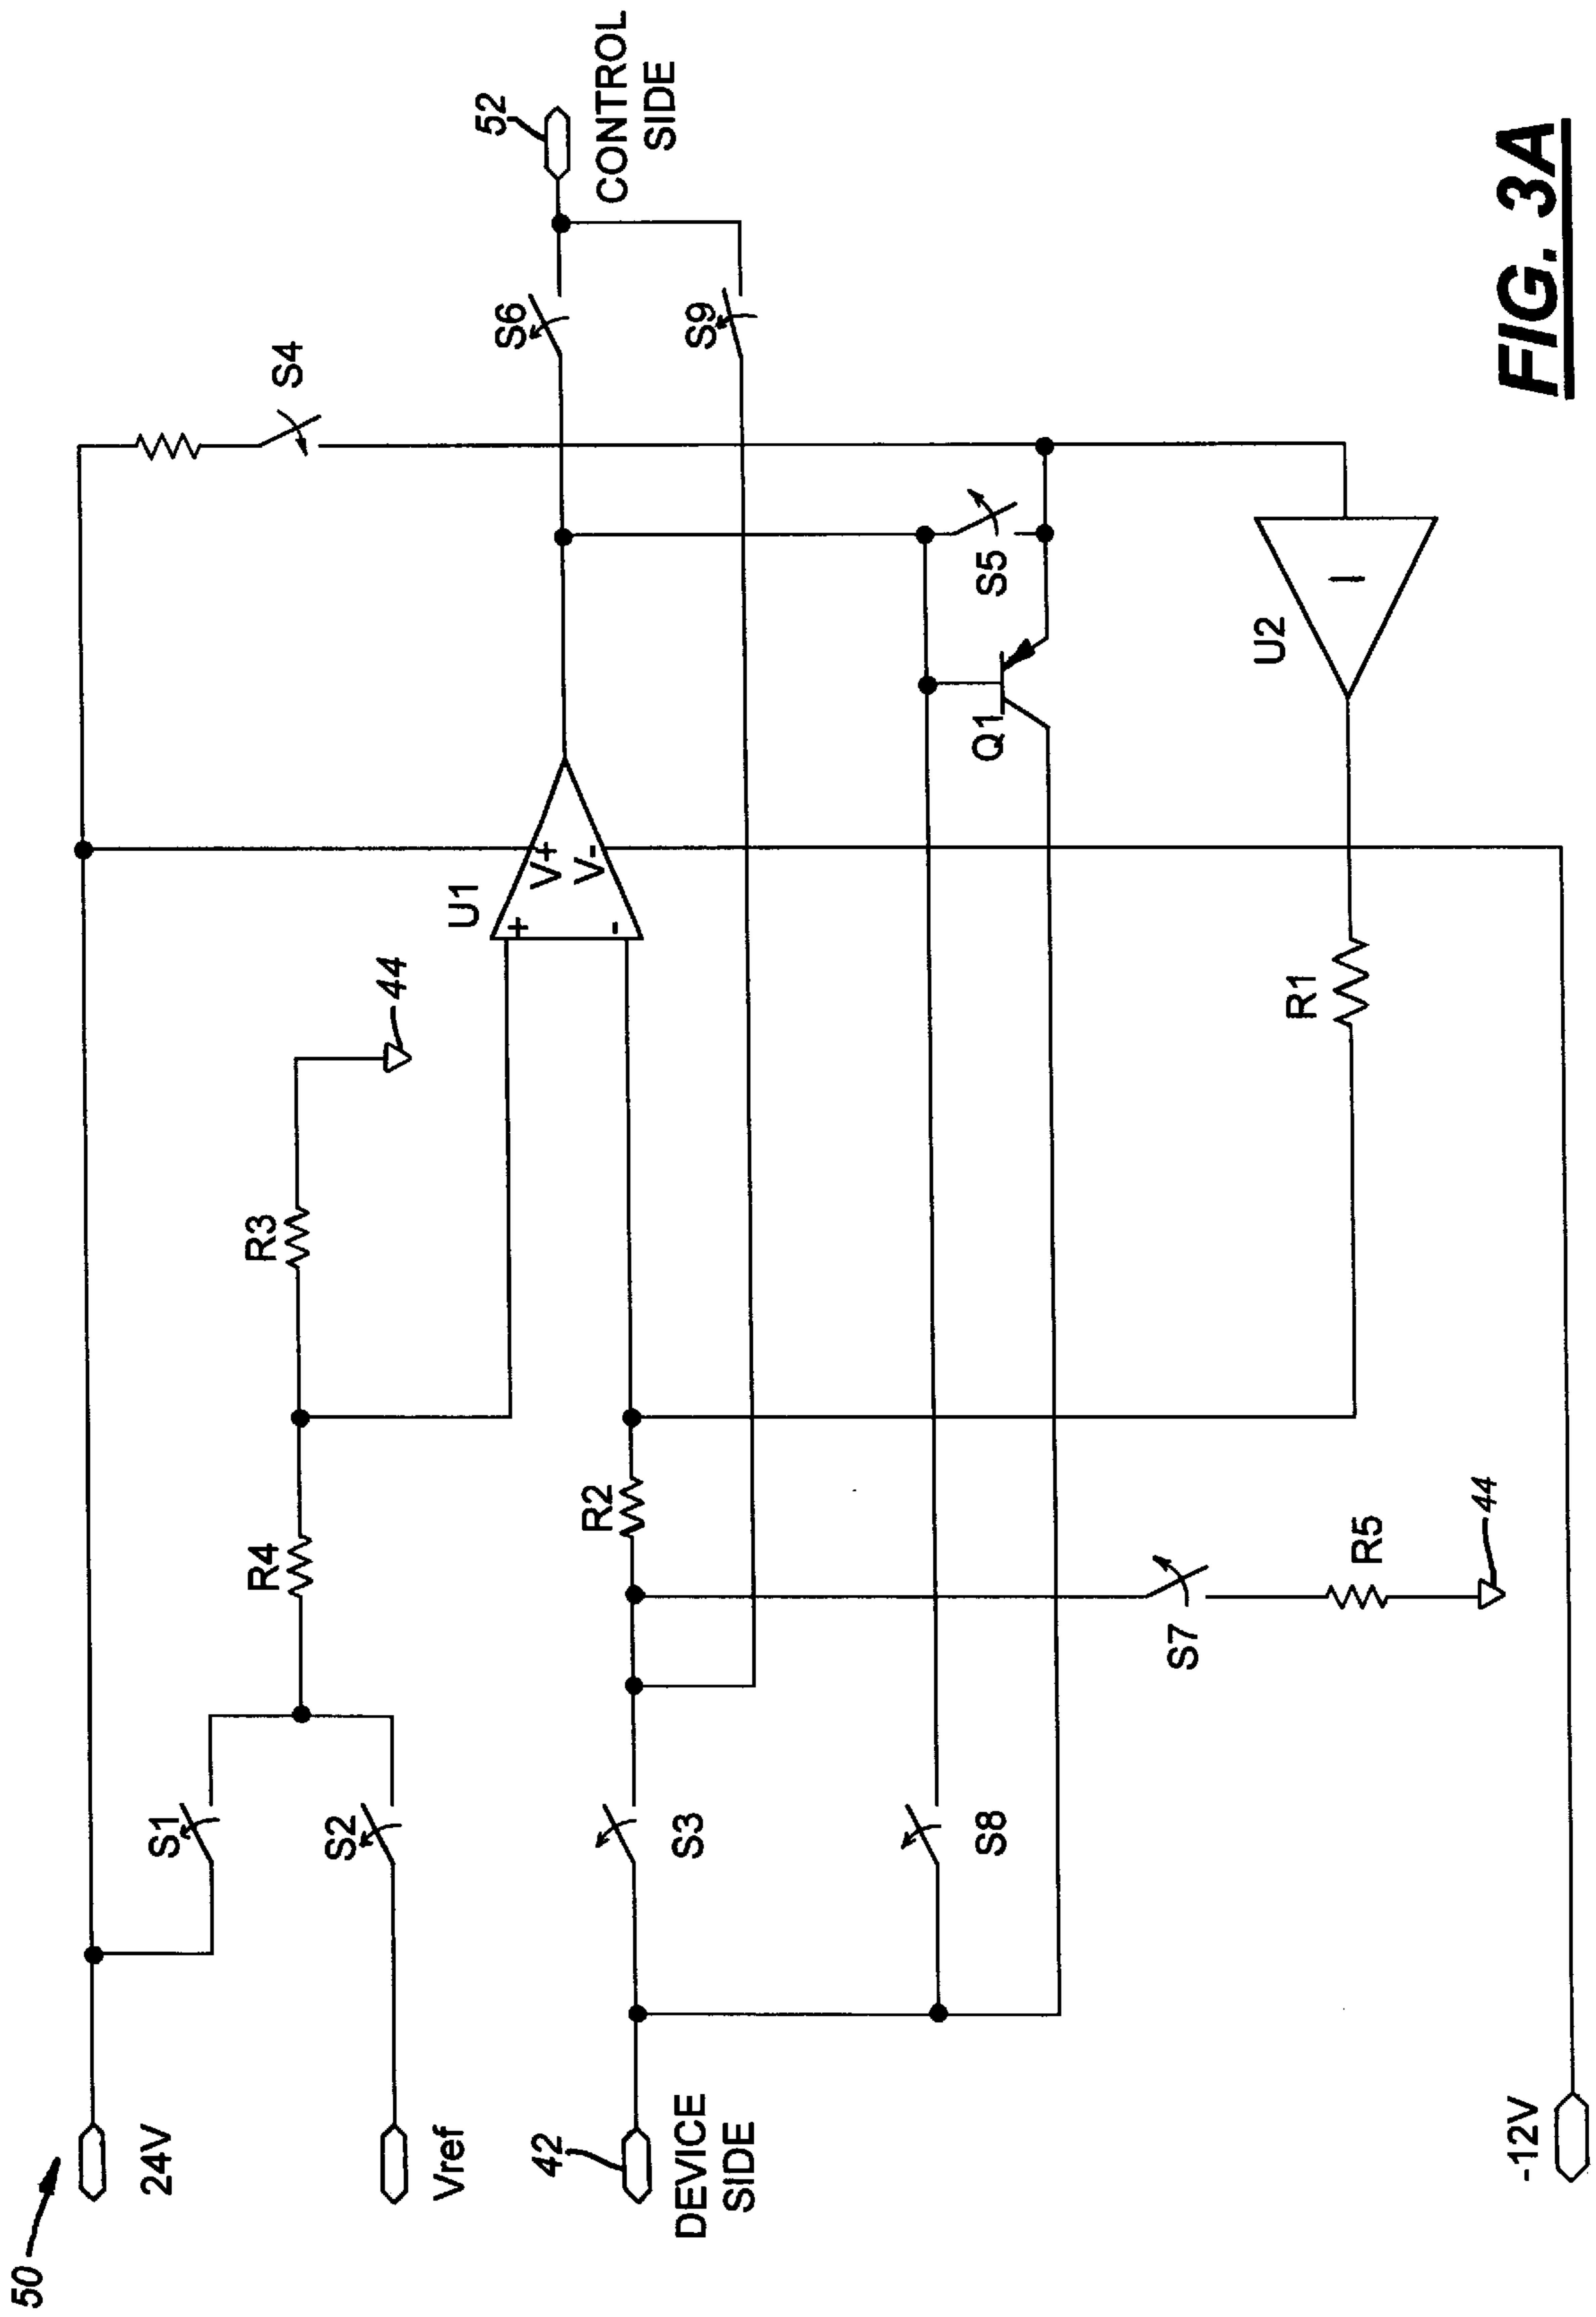 50
24V
Vref
42
DEVICE
SIDE
-12V
S1
S2
S3
S8
S7
R5
44
R4
R2
R3
44
R1
U1
+
-
V+
V-
Q1
U2
S5
S4
S6
S9
52
CONTROL
SIDE
FIG. 3A